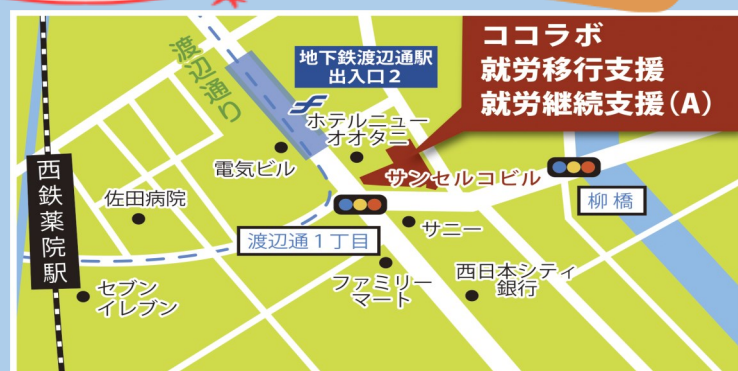 ココラボ
就労移行支援
就労継続支援(A)
地下鉄渡辺通駅
出入口2
渡辺通り
ホテルニュー
オオタニ
電気ビル
サンセルコビル
柳橋
西鉄薬院駅
佐田病院
渡辺通1丁目
サニー
ファミリー
マート
西日本シティ
銀行
セブン
イレブン